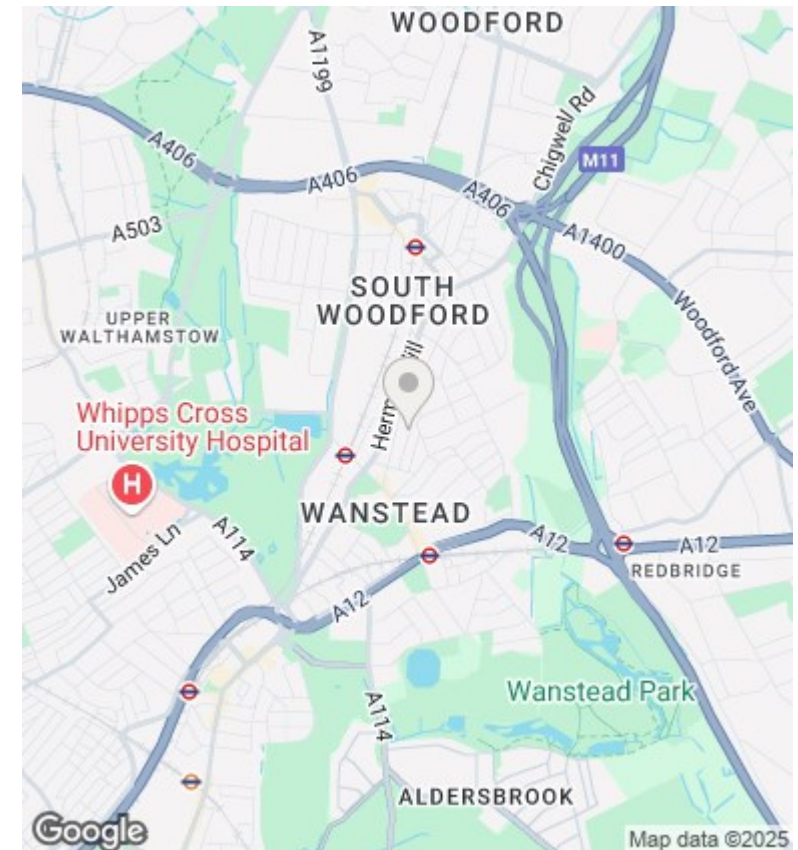 WOODFORD
A1199
Chigwell Rd
M11
A406
A406
A406
A503
A1400
SOUTH
WOODFORD
UPPER
WALTHAMSTOW
Woodford Ave
Whipps Cross
University Hospital
H
WANSTEAD
A114
James Ln
A12
A12
REDBRIDGE
A12
Wanstead Park
A114
ALDERSBROOK
Google
Map data ©2025